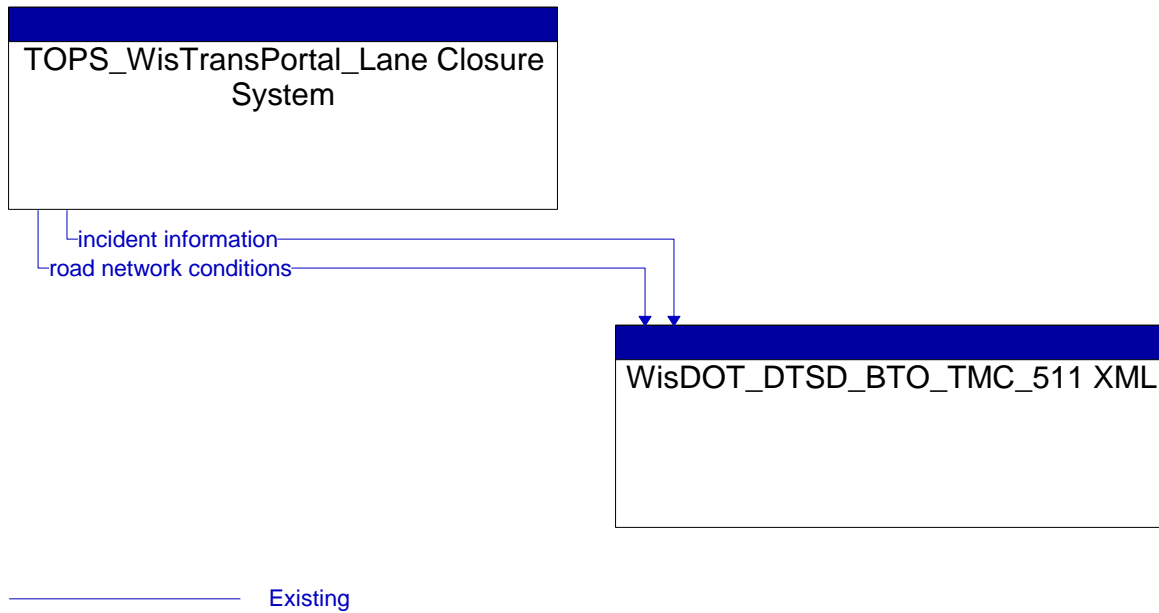 TOPS_WisTransPortal_Lane Closure
System
incident information
road network conditions
WisDOT_DTSD_BTO_TMC_511 XML
Existing